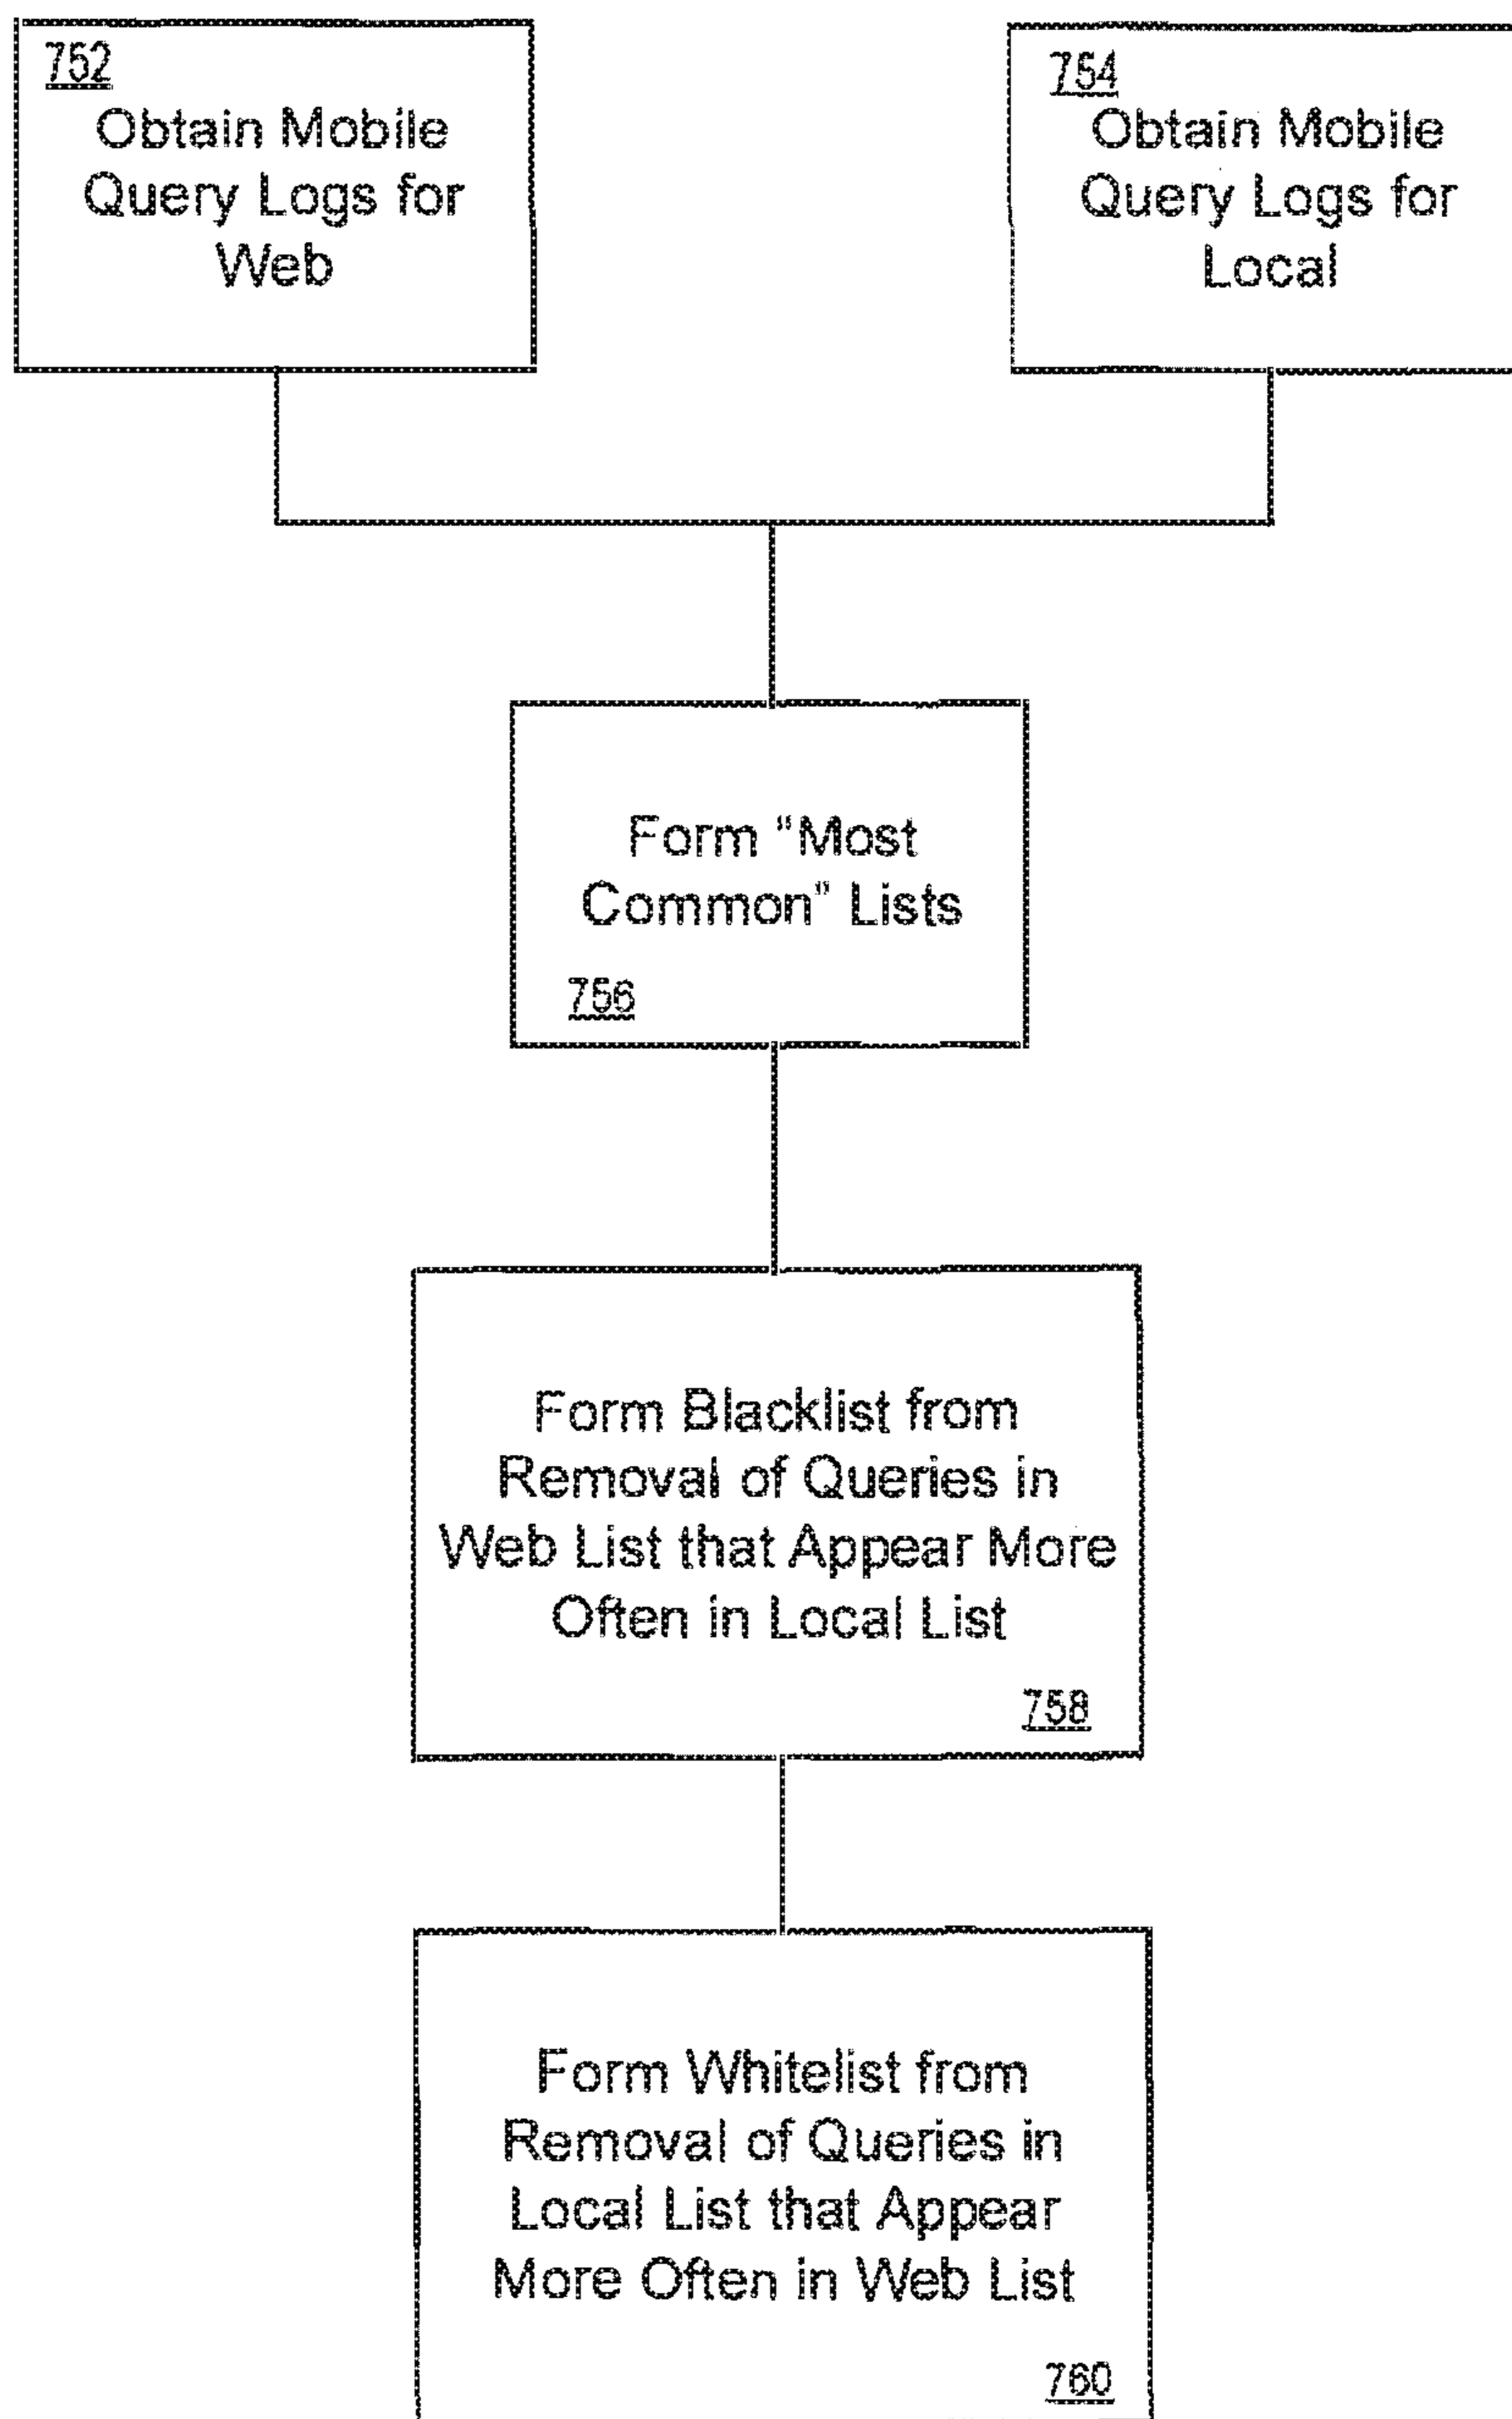 752
Obtain Mobile
Query Logs for
Web
754
Obtain Mobile
Query Logs for
Local
Form “Most
Common” Lists
756
Form Blacklist from
Removal of Queries in
Web List that Appear More
Often in Local List
758
Form Whitelist from
Removal of Queries in
Local List that Appear
More Often in Web List
760